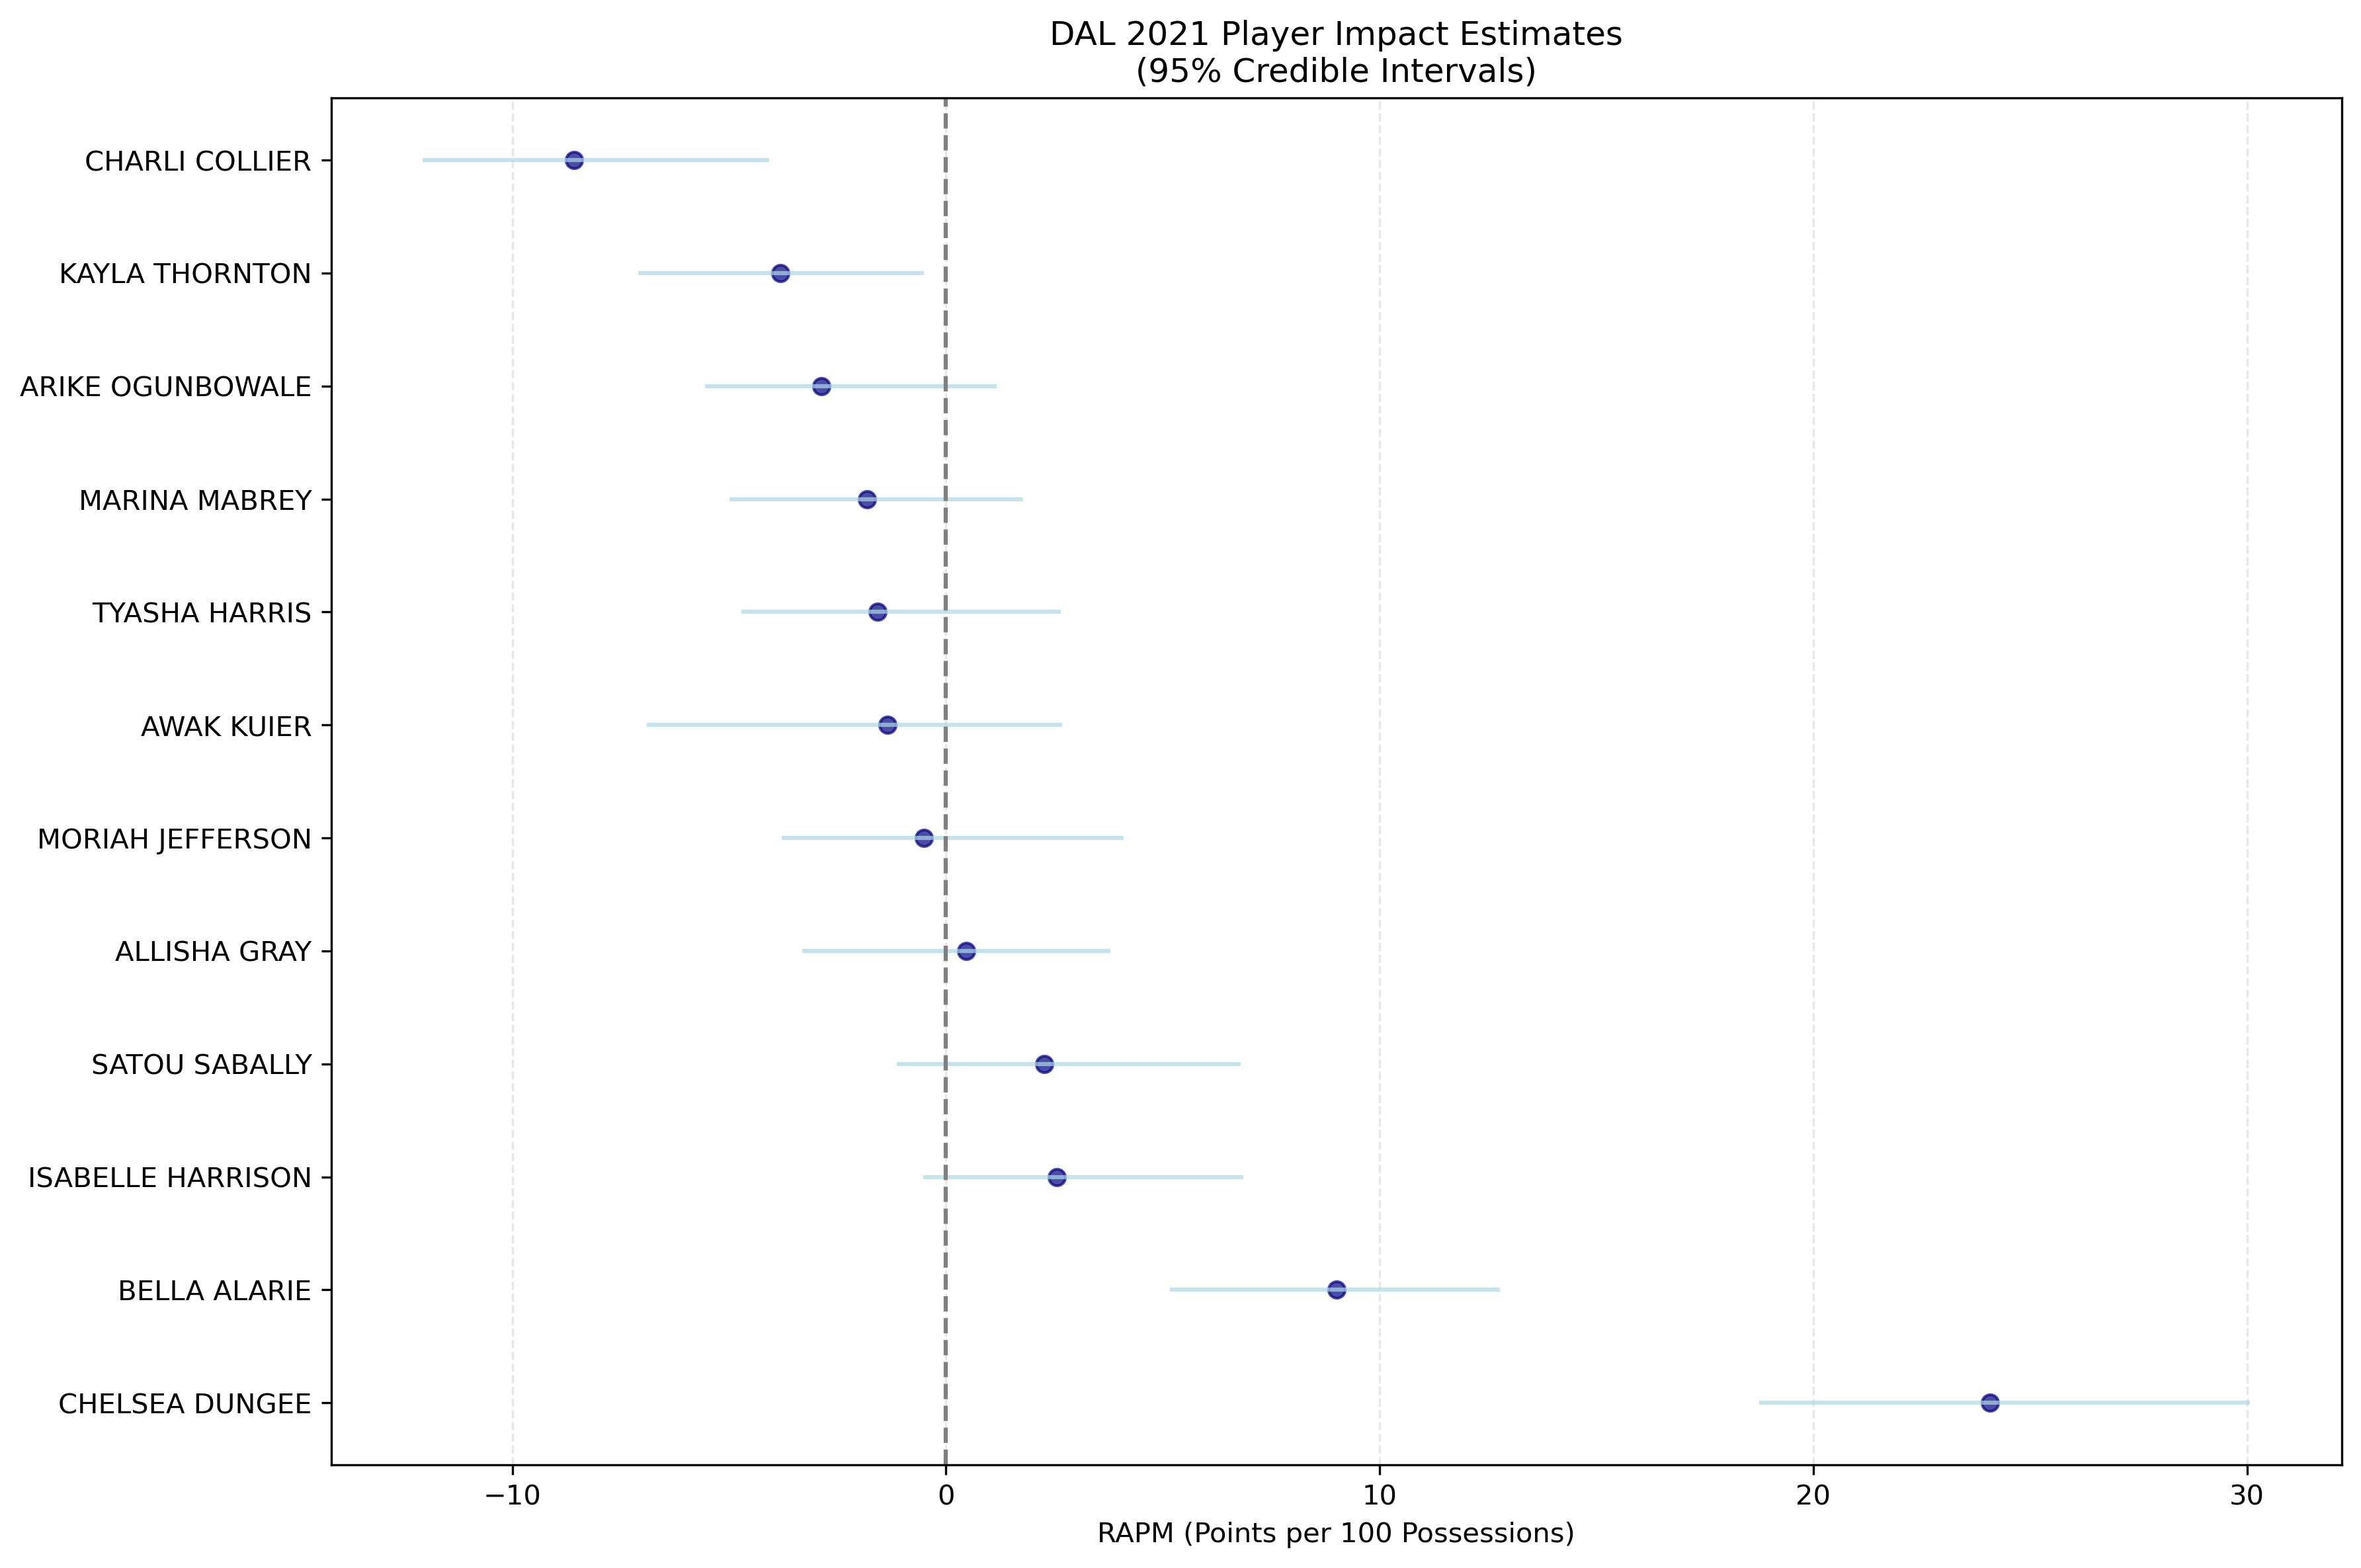 DAL 2021 Player Impact Estimates
(95% Credible Intervals)
CHARLI COLLIER
KAYLA THORNTON
ARIKE OGUNBOWALE
MARINA MABREY
TYASHA HARRIS
AWAK KUIER
MORIAH JEFFERSON
ALLISHA GRAY
SATOU SABALLY
ISABELLE HARRISON
BELLA ALARIE
CHELSEA DUNGEE
−10 0 10 20 30
RAPM (Points per 100 Possessions)